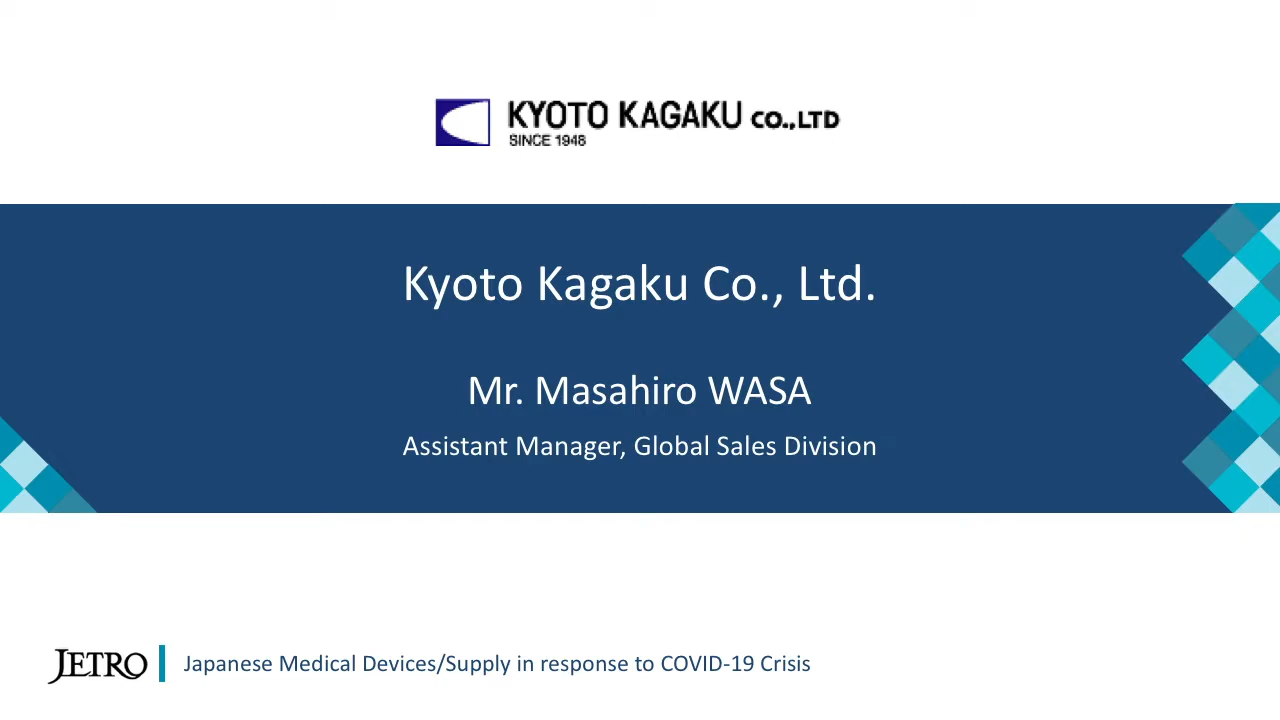 KYOTO KAGAKU CO.,LTD
SINCE 1948
Kyoto Kagaku Co., Ltd.
Mr. Masahiro WASA
Assistant Manager, Global Sales Division
JETRO
Japanese Medical Devices/Supply in response to COVID-19 Crisis